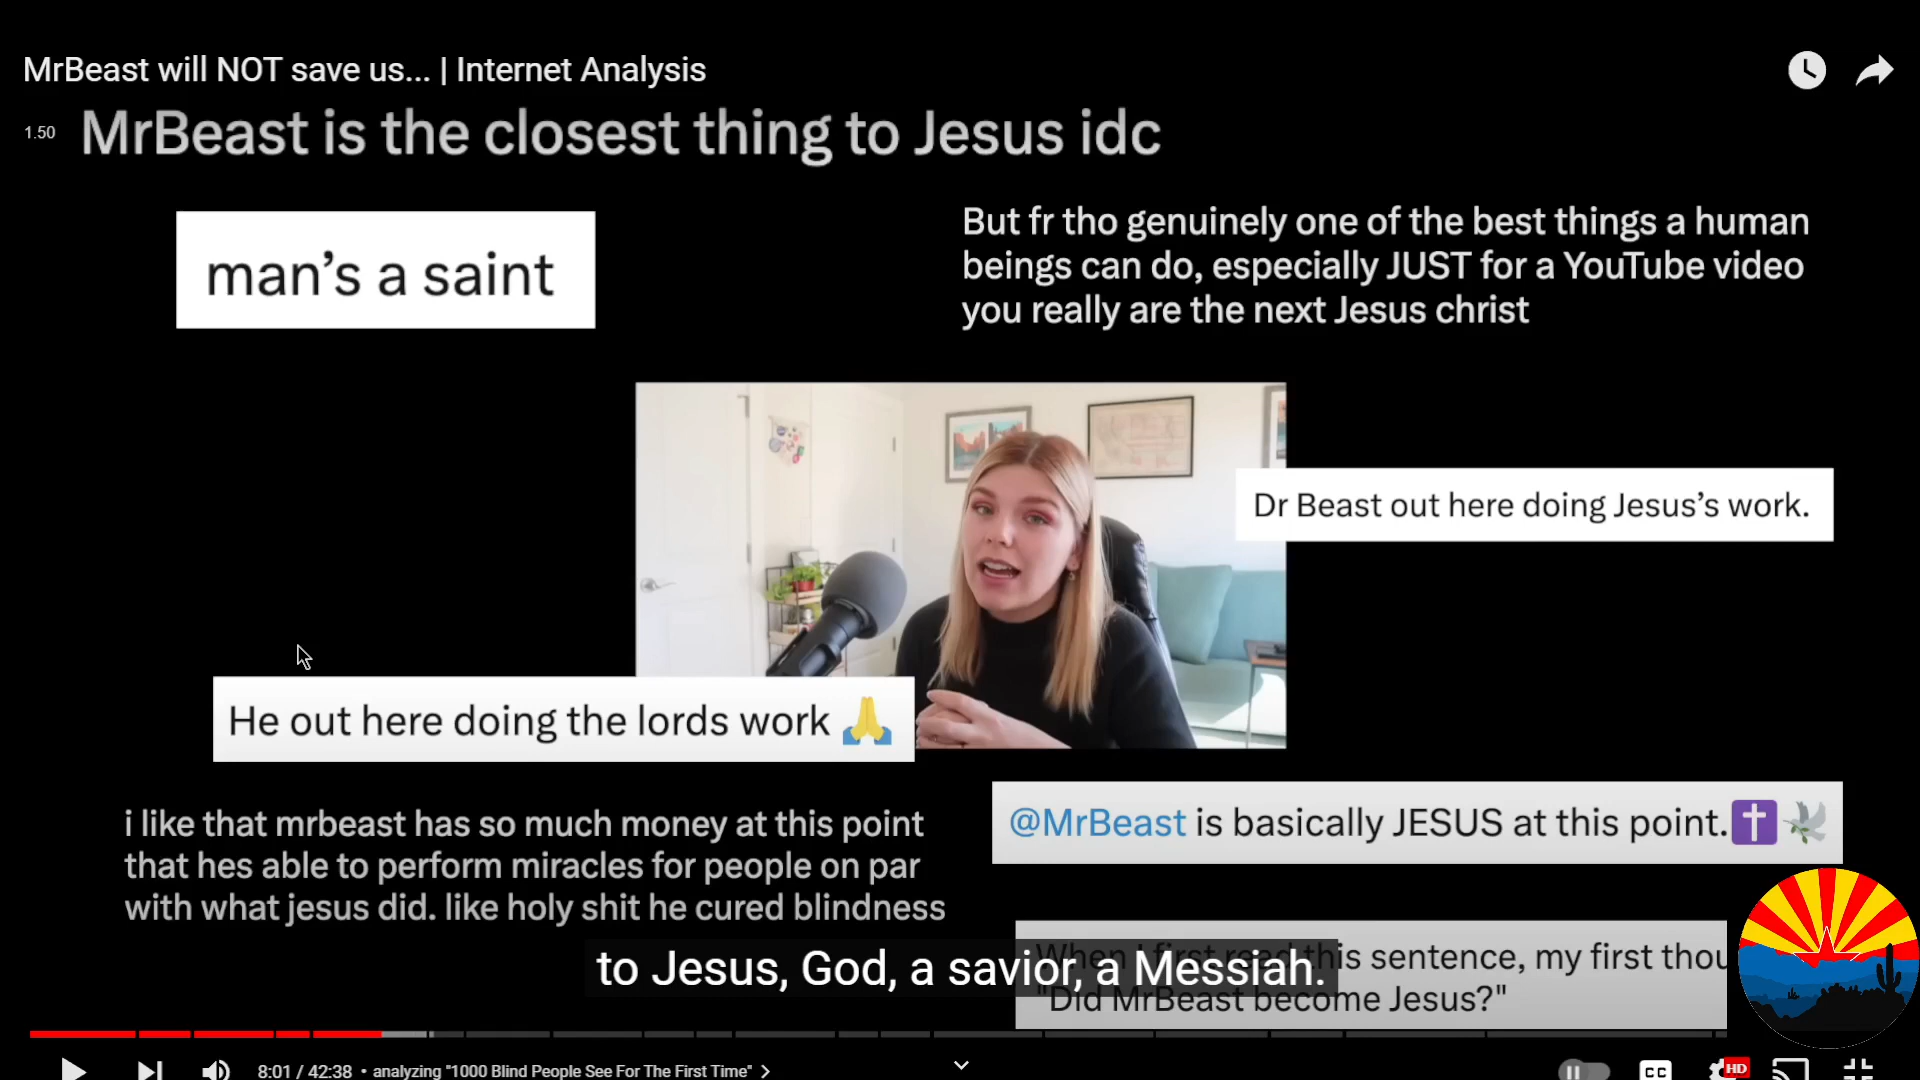 MrBeast will NOT save us... | Internet Analysis
1.50
MrBeast is the closest thing to Jesus idc
man's a saint
But fr tho genuinely one of the best things a human
beings can do, especially JUST for a YouTube video
you really are the next Jesus christ
Dr Beast out here doing Jesus's work.
He out here doing the lords work 🙏
i like that mrbeast has so much money at this point
that hes able to perform miracles for people on par
with what jesus did. like holy shit he cured blindness
@MrBeast is basically JESUS at this point.✝️🕊️
When I first read this sentence, my first thou
"Did MrBeast become Jesus?"
to Jesus, God, a savior, a Messiah.
8:01 / 42:38 • analyzing "1000 Blind People See For The First Time"
CC
HD